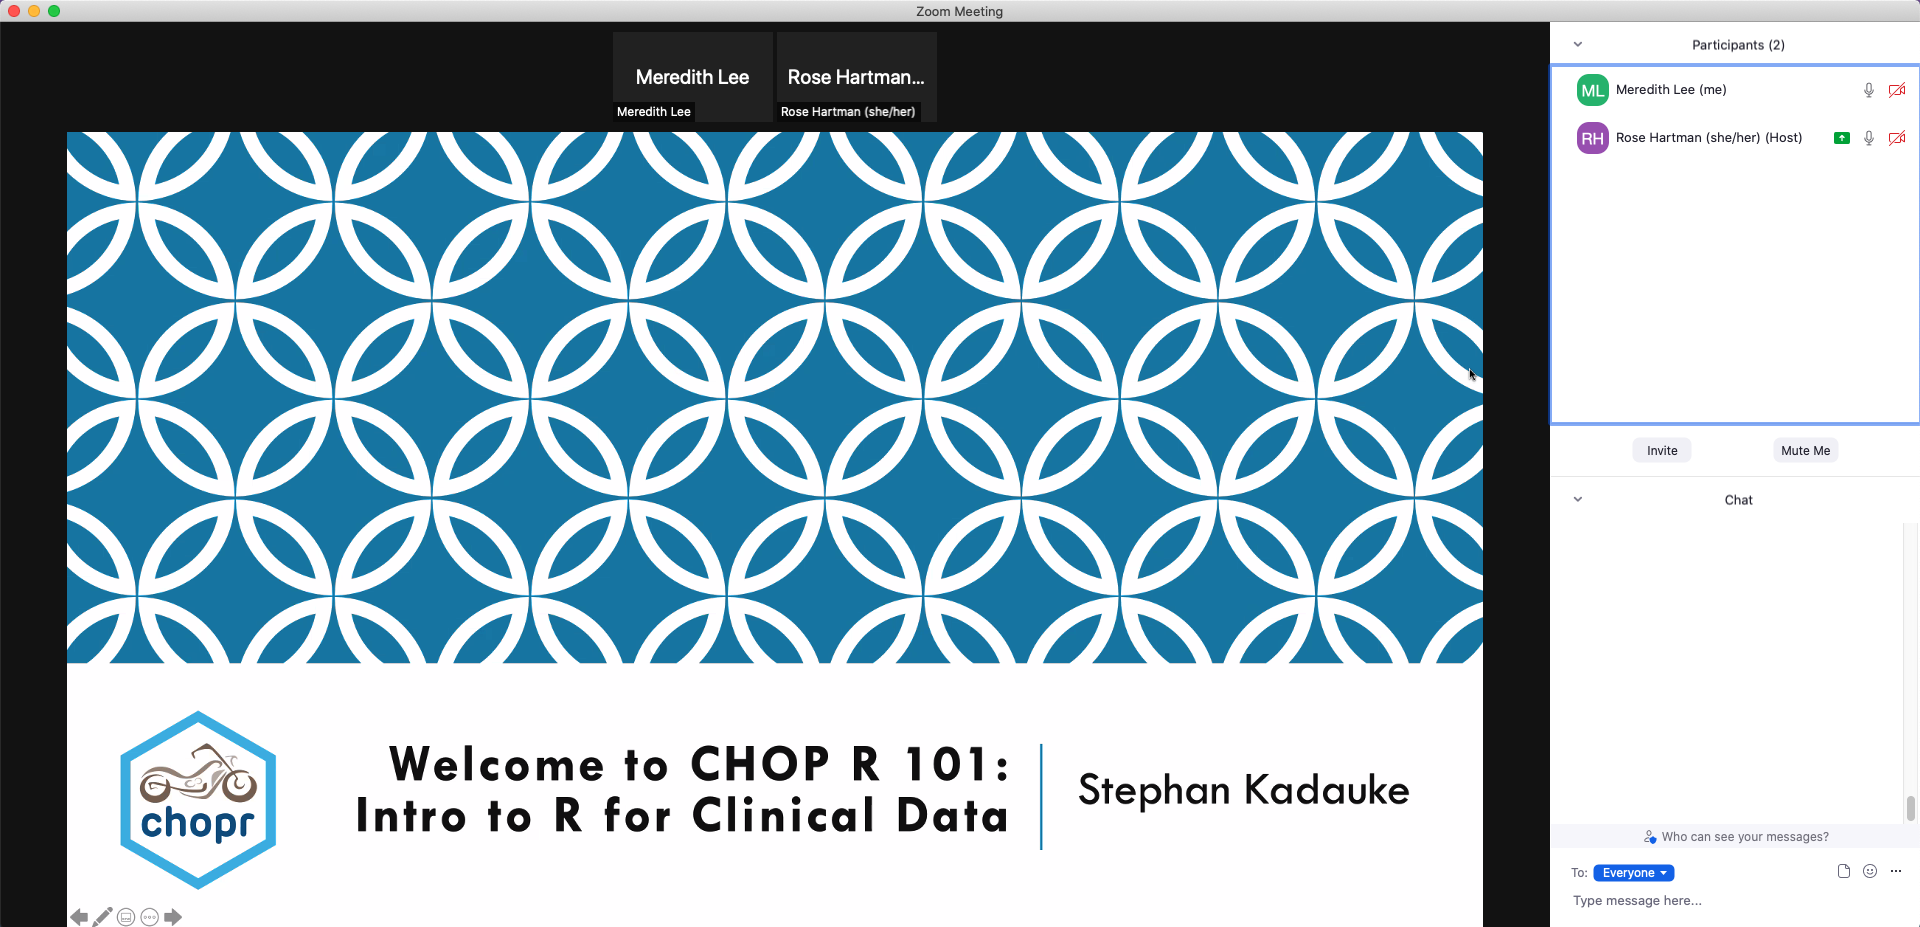 Zoom Meeting
Meredith Lee
Rose Hartman...
Meredith Lee
Rose Hartman (she/her)
Welcome to CHOP R 101:
Intro to R for Clinical Data
Stephan Kadauke
chopr
Participants (2)
ML Meredith Lee (me)
RH Rose Hartman (she/her) (Host)
Invite
Mute Me
Chat
Who can see your messages?
To: Everyone
Type message here...